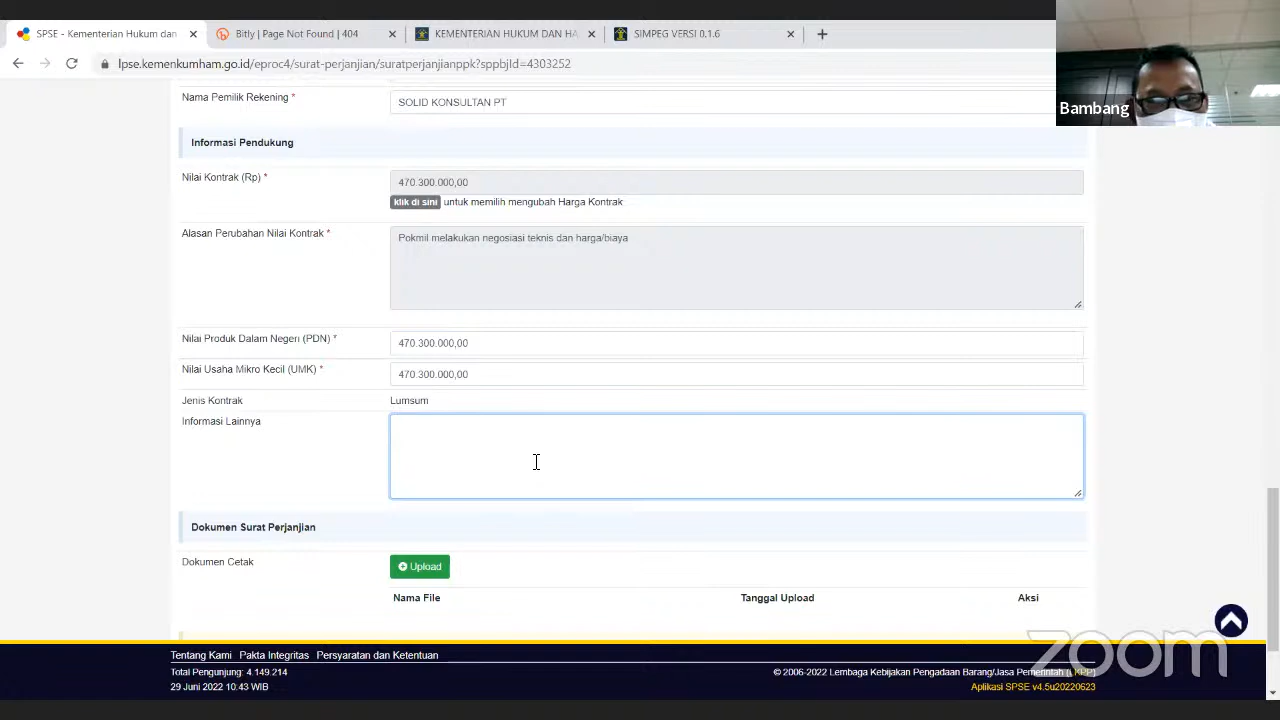 SPSE - Kementerian Hukum dan
Bitly | Page Not Found | 404
KEMENTERIAN HUKUM DAN HA
SIMPEG VERSI 0.1.6
lpse.kemenkumham.go.id/eproc4/surat-perjanjian/suratperjanjianppk?sppbjId=4303252
Bambang
Nama Pemilik Rekening *
SOLID KONSULTAN PT
Informasi Pendukung
Nilai Kontrak (Rp) *
470.300.000,00
klik di sini untuk memilih mengubah Harga Kontrak
Alasan Perubahan Nilai Kontrak *
Pokmil melakukan negosiasi teknis dan harga/biaya
Nilai Produk Dalam Negeri (PDN) *
470.300.000,00
Nilai Usaha Mikro Kecil (UMK) *
470.300.000,00
Jenis Kontrak
Lumsum
Informasi Lainnya
Dokumen Surat Perjanjian
Dokumen Cetak
Upload
Nama File Tanggal Upload Aksi
zoom
Tentang Kami Pakta Integritas Persyaratan dan Ketentuan
Total Pengunjung: 4.149.214
© 2006-2022 Lembaga Kebijakan Pengadaan Barang/Jasa Pemerintah (LKPP)
29 Juni 2022 10:43 WIB
Aplikasi SPSE v4.5u20220623